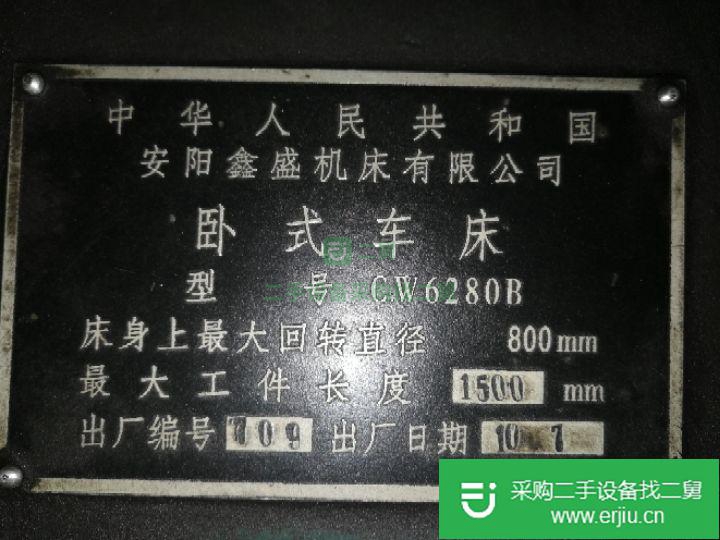 中华人民共和国
安阳鑫盛机床有限公司
卧式车床
型号 CW6280B
床身上最大回转直径 800mm
最大工件长度 1500 mm
出厂编号 709 出厂日期 10 7
采购二手设备找二舅
www.erjiu.cn